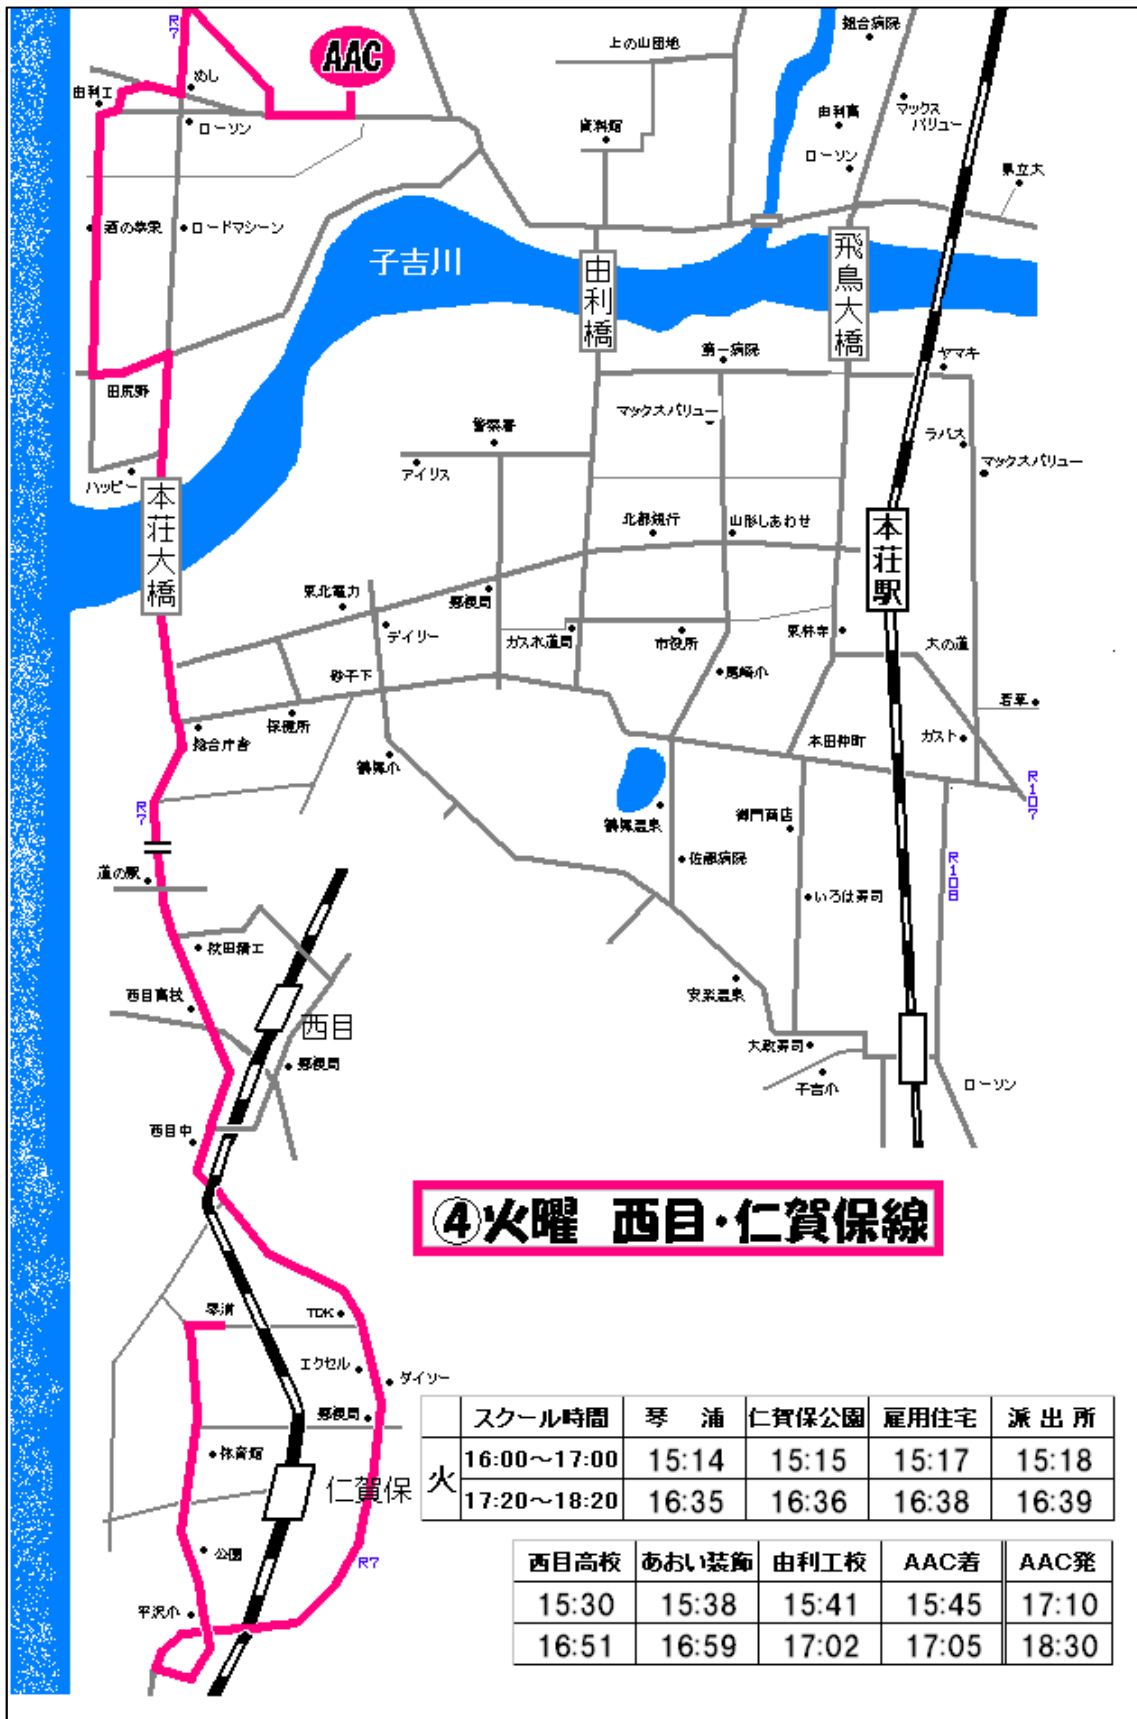 R7
AAC
めし
由利工
ローソン
上の山団地
組合病院
マックス
バリュー
由利高
資料館
ローソン
県立大
酒の華泉
ロードマシーン
子吉川
由利橋
飛鳥大橋
第一病院
ヤマキ
田尻野
マックスバリュー
警察署
ラパス
アイリス
マックスバリュー
ハッピー
本荘大橋
北都銀行
山形しあわせ
本荘駅
東北電力
郵便局
デイリー
ガス水道局
市役所
栗林寺
大の道
砂子下
尾崎小
若草
保健所
総合庁舎
本田仲町
ガスト
鶴舞小
R107
R7
鶴舞温泉
御門商店
佐藤病院
R108
道の駅
いろは寿司
秋田精工
安楽温泉
西目高校
西目
大政寿司
郵便局
子吉小
ローソン
西目中
④火曜 西目・仁賀保線
琴浦
TDK
エクセル
ダイソー
郵便局
体育館
仁賀保
公園
R7
平沢小
スクール時間 琴浦 仁賀保公園 雇用住宅 派出所
火 16:00～17:00 15:14 15:15 15:17 15:18
17:20～18:20 16:35 16:36 16:38 16:39
西目高校 あおい装飾 由利工校 AAC着 AAC発
15:30 15:38 15:41 15:45 17:10
16:51 16:59 17:02 17:05 18:30